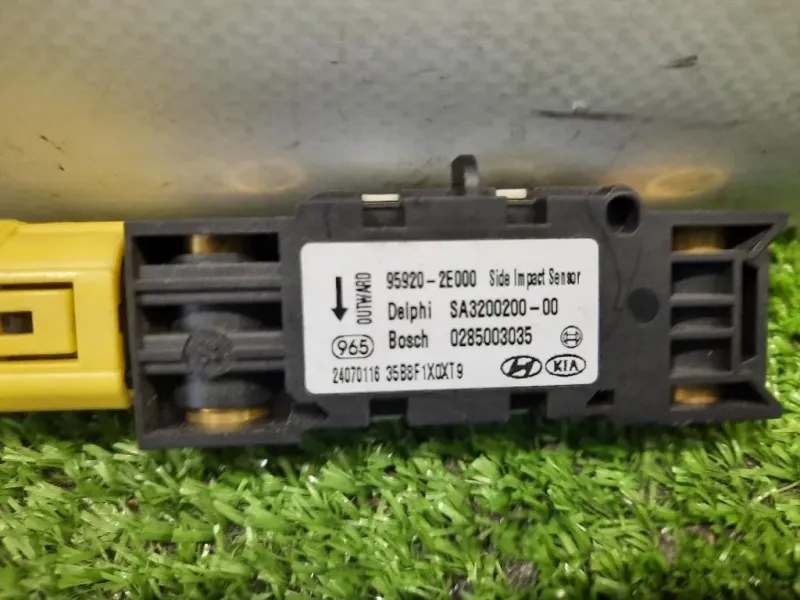 OUTWARD
95920-2E000 Side Impact Sensor
Delphi SA3200200-00
965 Bosch 0285003035
24070116 35B8F1X0XT9 KIA